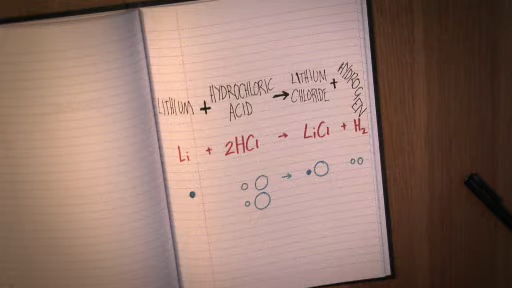 LITHIUM + HYDROCHLORIC ACID → LITHIUM CHLORIDE + HYDROGEN
Li + 2HCl → LiCl + H₂